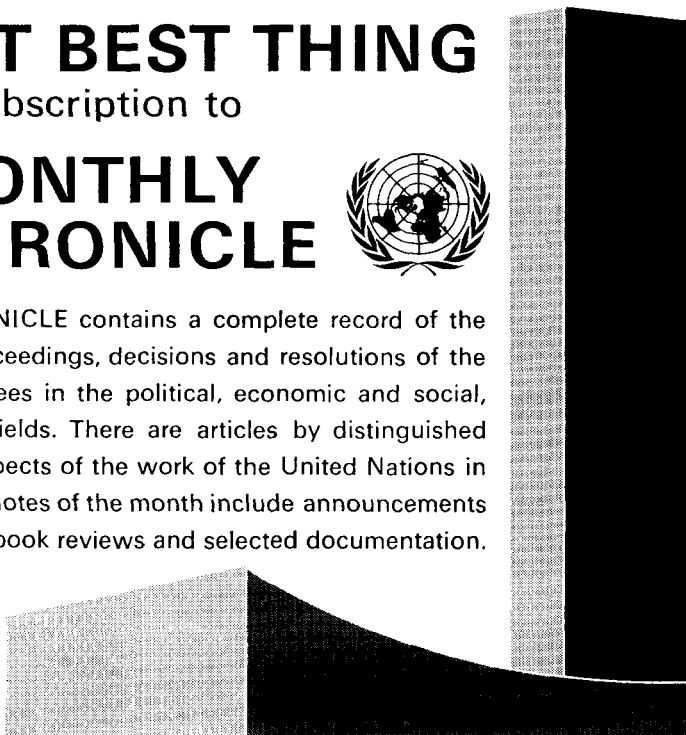 T BEST THING
bscription to
ONTHLY
RONICLE
NICLE contains a complete record of the
ceedings, decisions and resolutions of the
ees in the political, economic and social,
ields. There are articles by distinguished
pects of the work of the United Nations in
notes of the month include announcements
book reviews and selected documentation.